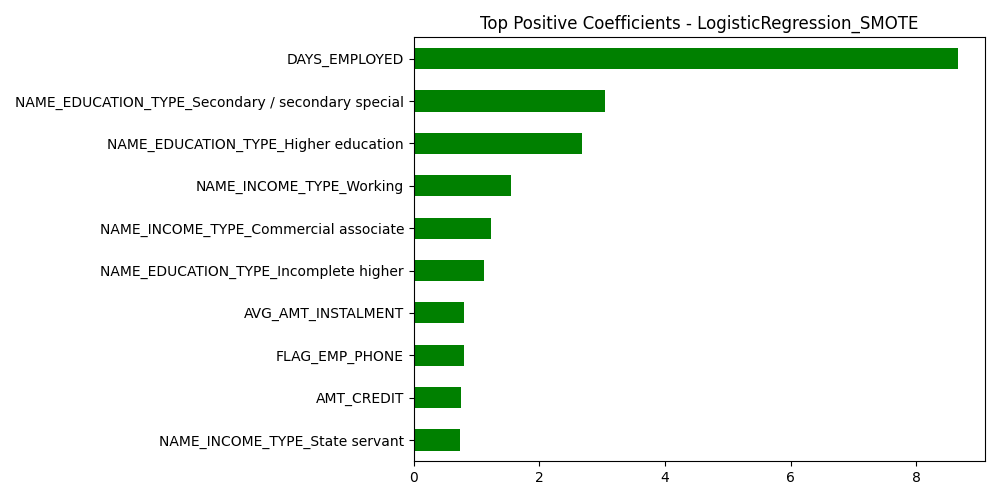 Top Positive Coefficients - LogisticRegression_SMOTE
DAYS_EMPLOYED
NAME_EDUCATION_TYPE_Secondary / secondary special
NAME_EDUCATION_TYPE_Higher education
NAME_INCOME_TYPE_Working
NAME_INCOME_TYPE_Commercial associate
NAME_EDUCATION_TYPE_Incomplete higher
AVG_AMT_INSTALMENT
FLAG_EMP_PHONE
AMT_CREDIT
NAME_INCOME_TYPE_State servant
0 2 4 6 8